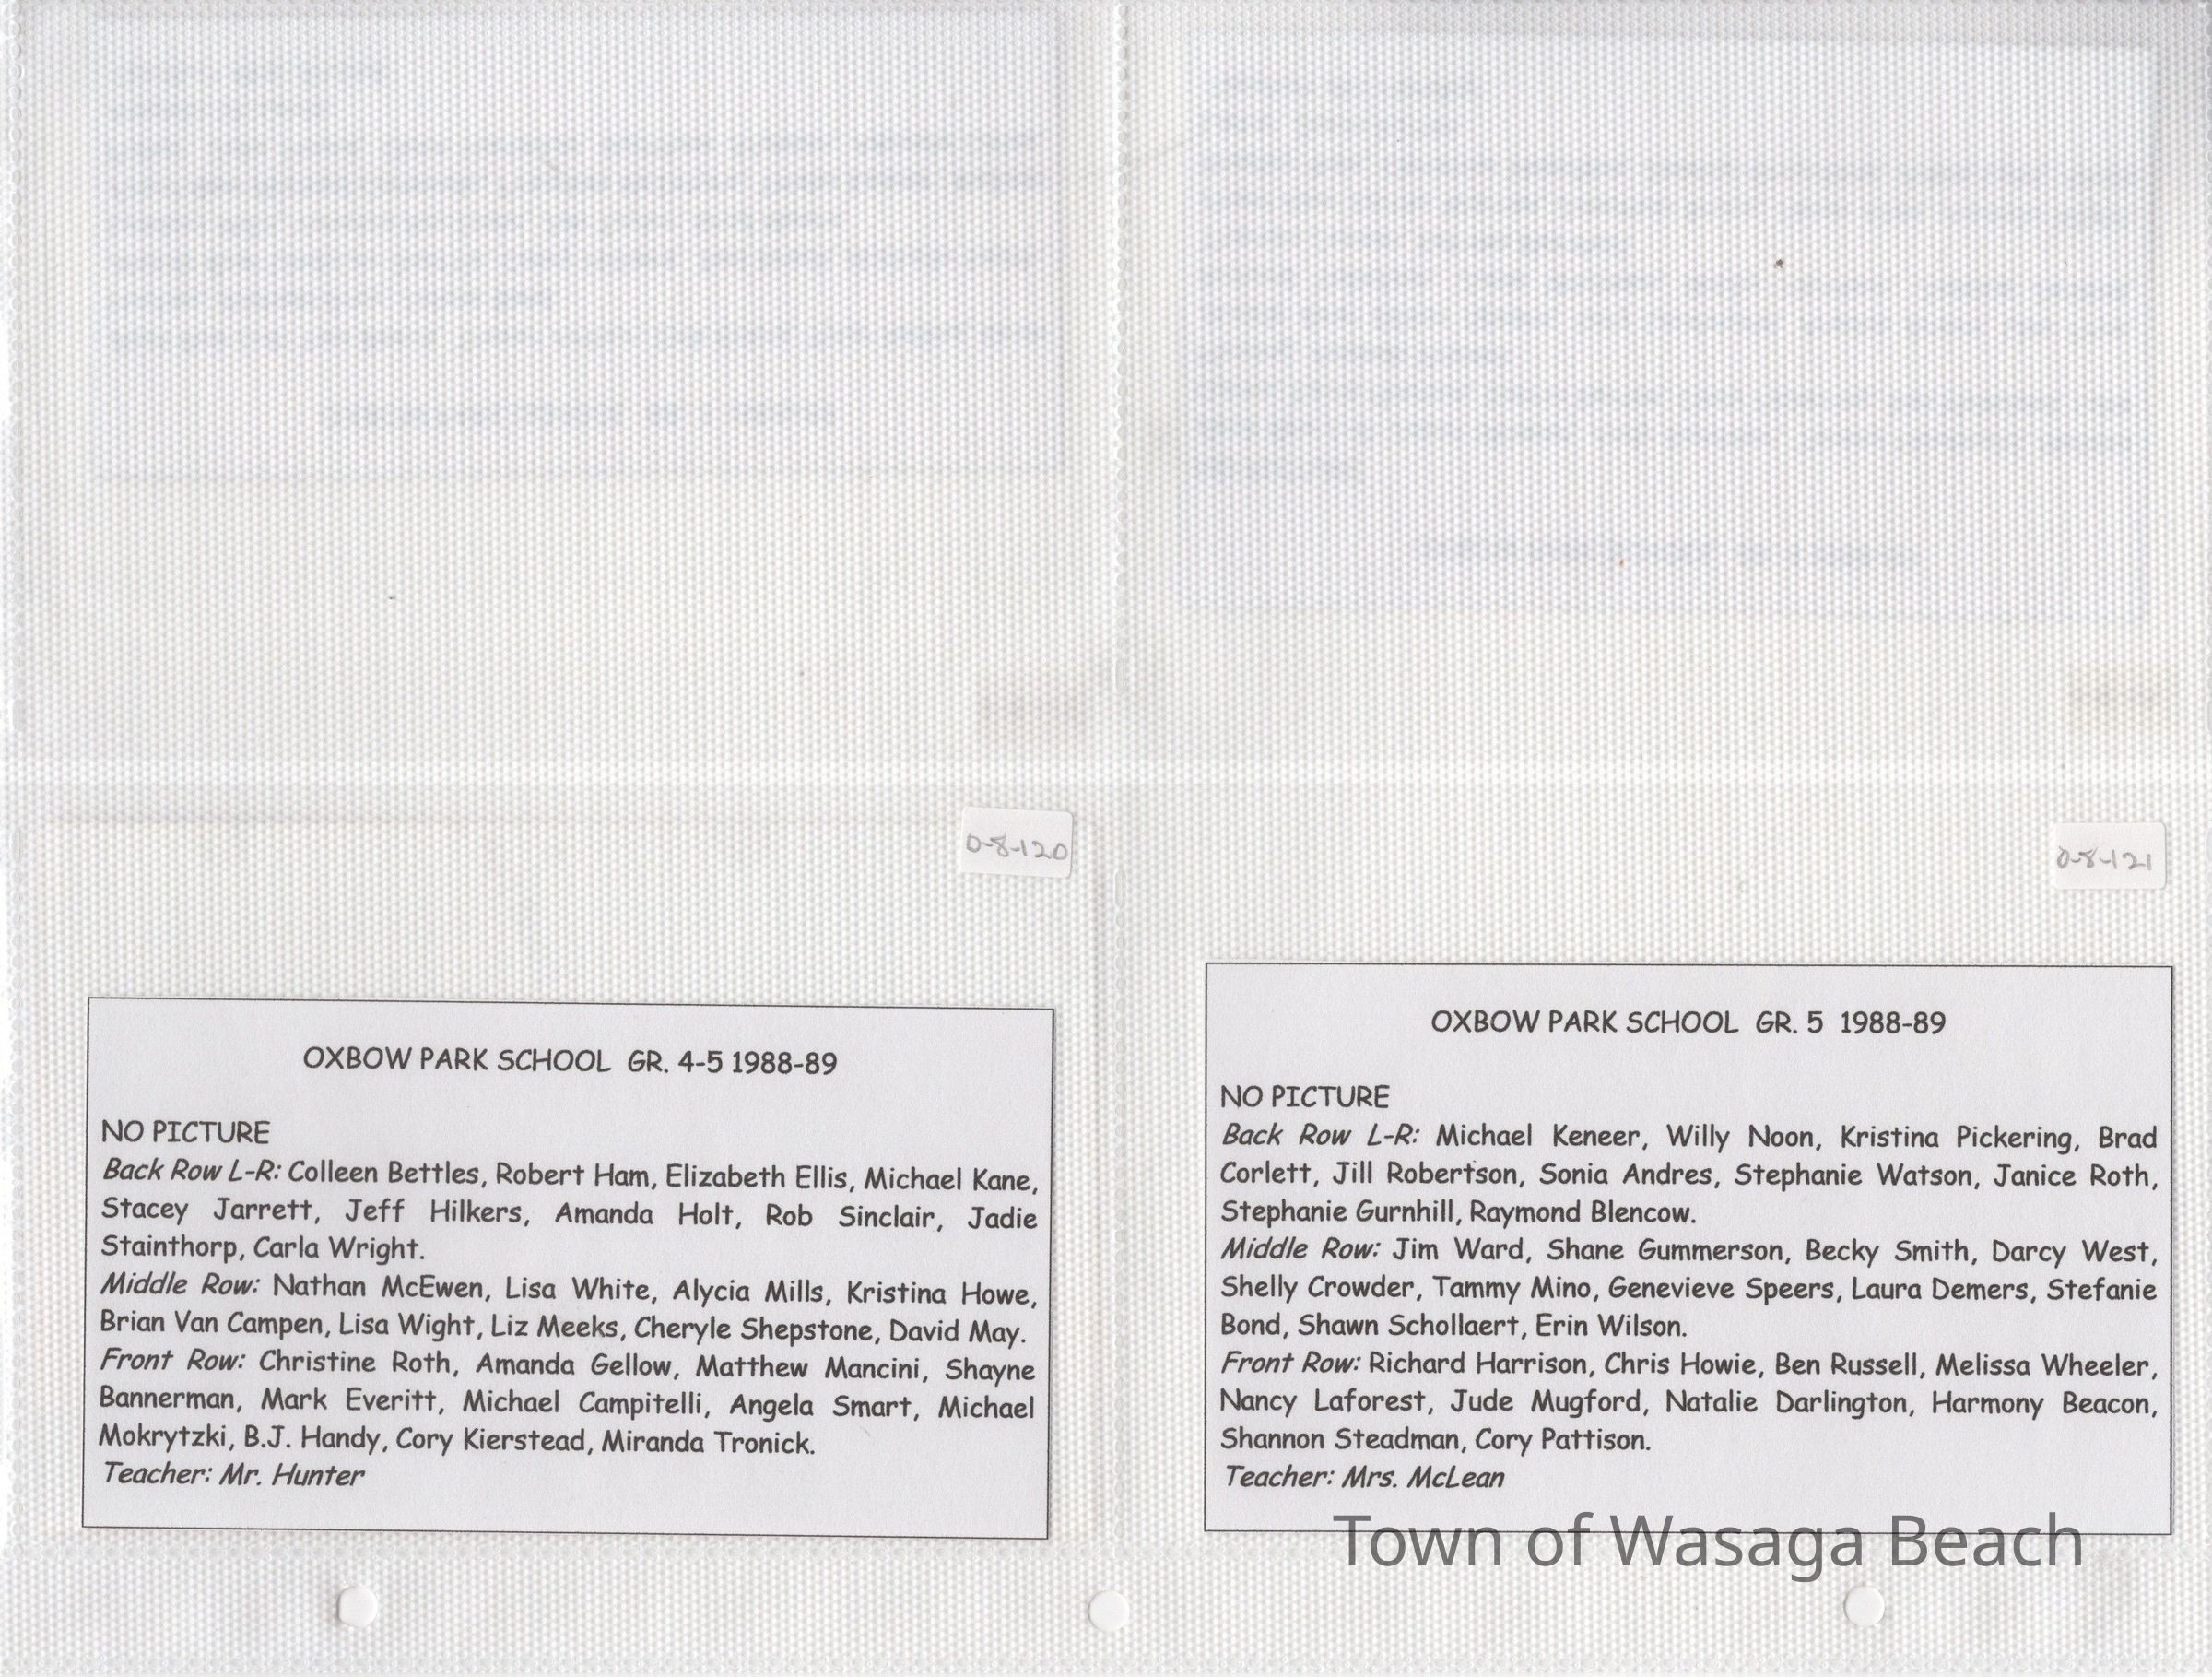 0-8-120
OXBOW PARK SCHOOL GR. 4-5 1988-89
NO PICTURE
Back Row L-R: Colleen Bettles, Robert Ham, Elizabeth Ellis, Michael Kane,
Stacey Jarrett, Jeff Hilkers, Amanda Holt, Rob Sinclair, Jadie
Stainthorp, Carla Wright.
Middle Row: Nathan McEwen, Lisa White, Alycia Mills, Kristina Howe,
Brian Van Campen, Lisa Wight, Liz Meeks, Cheryle Shepstone, David May.
Front Row: Christine Roth, Amanda Gellow, Matthew Mancini, Shayne
Bannerman, Mark Everitt, Michael Campitelli, Angela Smart, Michael
Mokrytzki, B.J. Handy, Cory Kierstead, Miranda Tronick.
Teacher: Mr. Hunter
0-8-121
OXBOW PARK SCHOOL GR. 5 1988-89
NO PICTURE
Back Row L-R: Michael Keneer, Willy Noon, Kristina Pickering, Brad
Corlett, Jill Robertson, Sonia Andres, Stephanie Watson, Janice Roth,
Stephanie Gurnhill, Raymond Blencow.
Middle Row: Jim Ward, Shane Gummerson, Becky Smith, Darcy West,
Shelly Crowder, Tammy Mino, Genevieve Speers, Laura Demers, Stefanie
Bond, Shawn Schollaert, Erin Wilson.
Front Row: Richard Harrison, Chris Howie, Ben Russell, Melissa Wheeler,
Nancy Laforest, Jude Mugford, Natalie Darlington, Harmony Beacon,
Shannon Steadman, Cory Pattison.
Teacher: Mrs. McLean
Town of Wasaga Beach